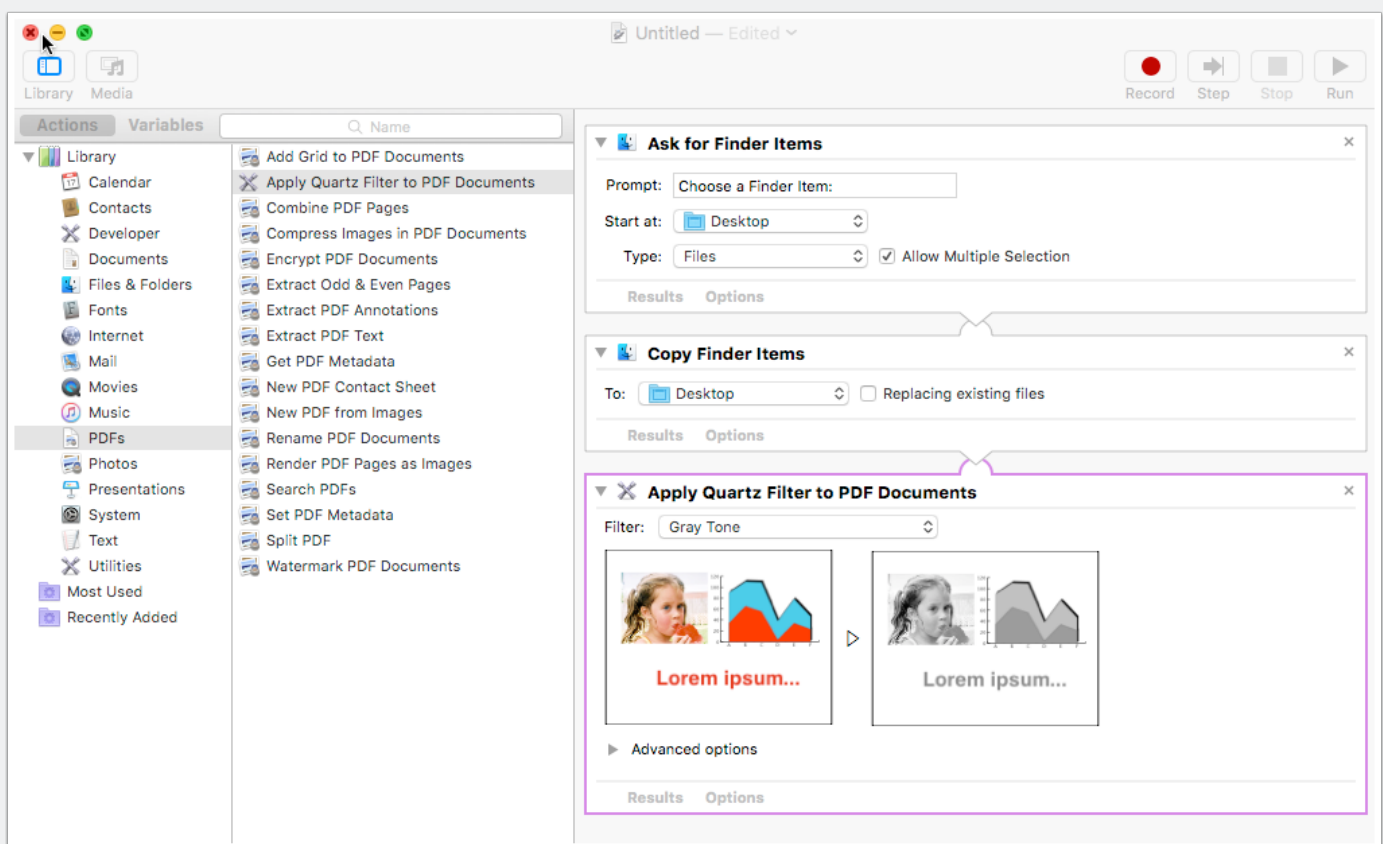 Untitled — Edited
Library Media
Record Step Stop Run
Actions Variables Name
Library
Calendar
Contacts
Developer
Documents
Files & Folders
Fonts
Internet
Mail
Movies
Music
PDFs
Photos
Presentations
System
Text
Utilities
Most Used
Recently Added
Add Grid to PDF Documents
Apply Quartz Filter to PDF Documents
Combine PDF Pages
Compress Images in PDF Documents
Encrypt PDF Documents
Extract Odd & Even Pages
Extract PDF Annotations
Extract PDF Text
Get PDF Metadata
New PDF Contact Sheet
New PDF from Images
Rename PDF Documents
Render PDF Pages as Images
Search PDFs
Set PDF Metadata
Split PDF
Watermark PDF Documents
Ask for Finder Items
Prompt: Choose a Finder Item:
Start at: Desktop
Type: Files Allow Multiple Selection
Results Options
Copy Finder Items
To: Desktop Replacing existing files
Results Options
Apply Quartz Filter to PDF Documents
Filter: Gray Tone
Lorem ipsum...
Lorem ipsum...
Advanced options
Results Options